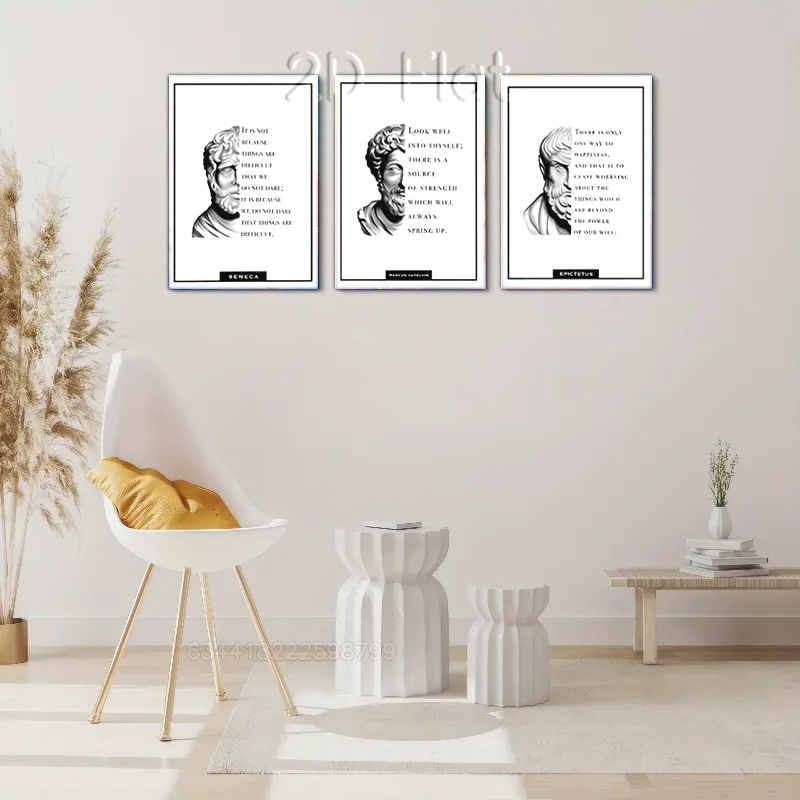 2D Flat
IT IS NOT
BECAUSE
THINGS ARE
DIFFICULT
THAT WE
DO NOT DARE;
IT IS BECAUSE
WE DO NOT DARE
THAT THINGS ARE
DIFFICULT.
SENECA
LOOK WELL
INTO THYSELF;
THERE IS A
SOURCE
OF STRENGTH
WHICH WILL
ALWAYS
SPRING UP.
MARCUS AURELIUS
THERE IS ONLY
ONE WAY TO
HAPPINESS,
AND THAT IS TO
CEASE WORRYING
ABOUT THE
THINGS WHICH
ARE BEYOND
THE POWER
OF OUR WILL.
EPICTETUS
634418222598799